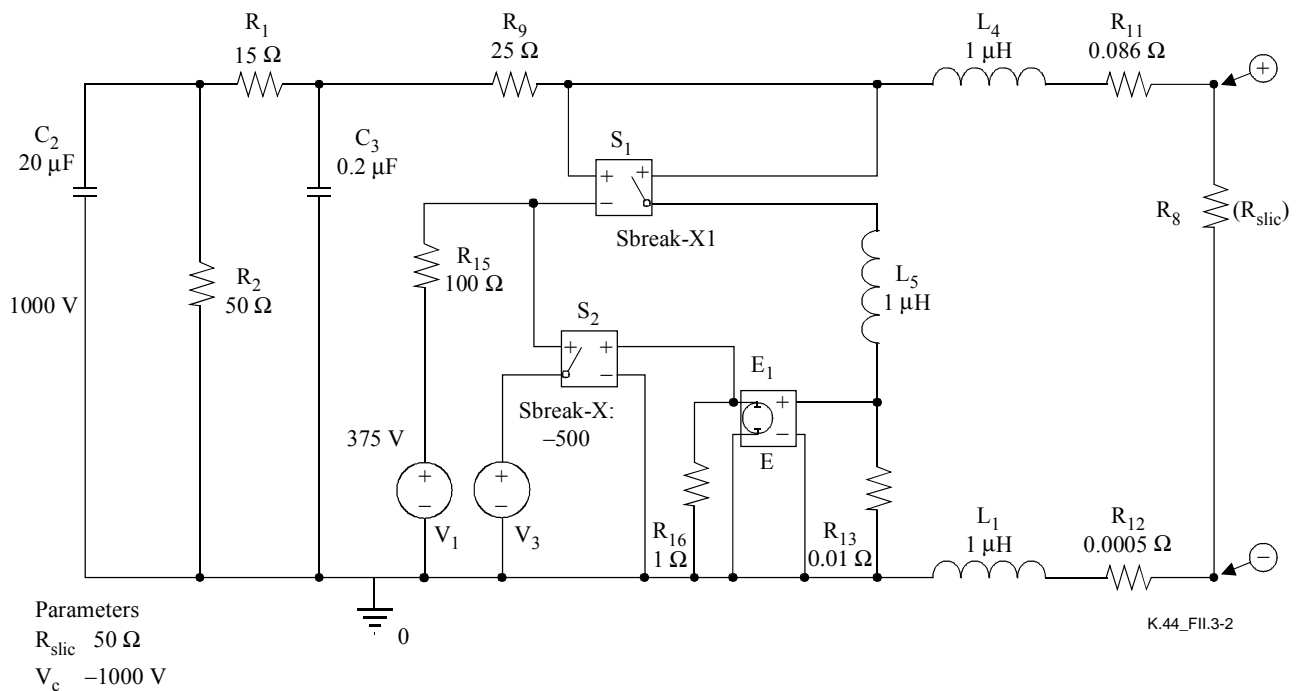 R1
15 Ω
R9
25 Ω
L4
1 μH
R11
0.086 Ω
+
C2
20 μF
C3
0.2 μF
S1
+ +
−
Sbreak-X1
R8
(Rslic)
R15
100 Ω
L5
1 μH
R2
50 Ω
1000 V
S2
+ +
−
Sbreak-X:
−500
E1
+
−
E
375 V
+
−
V1
+
−
V3
R16
1 Ω
R13
0.01 Ω
L1
1 μH
R12
0.0005 Ω
−
0
K.44_FII.3-2
Parameters
Rslic 50 Ω
Vc −1000 V